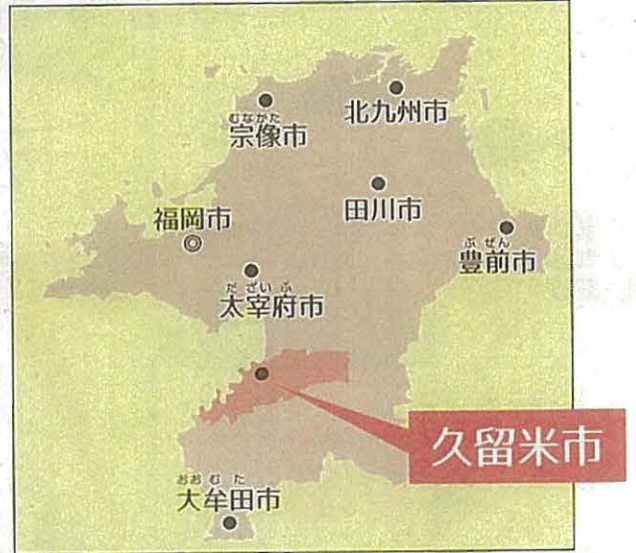 北九州市
むなかた
宗像市
田川市
福岡市
ぶぜん
豊前市
だざいふ
太宰府市
久留米市
おおむた
大牟田市